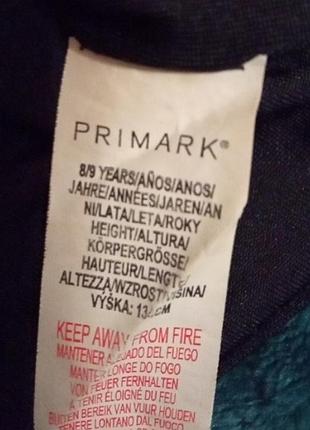 PRIMARK®
8/9 YEARS/AÑOS/ANOS/
JAHRE/ANNÉES/JAREN/AN
NI/LATA/LETA/ROKY
HEIGHT/ALTURA/
KÖRPERGRÖSSE/
HAUTEUR/LENGTE/
ALTEZZA/WZROST/VIŠINA/
VÝŠKA: CM
KEEP AWAY FROM FIRE
MANTENER ALEJADO DEL FUEGO
MANTER LONGE DO FOGO
VON FEUER FERNHALTEN
À TENIR ÉLOIGNÉ DU FEU
BUITEN BEREIK VAN VUUR HOUDEN
TENERE LONTANO DAL FUOCO